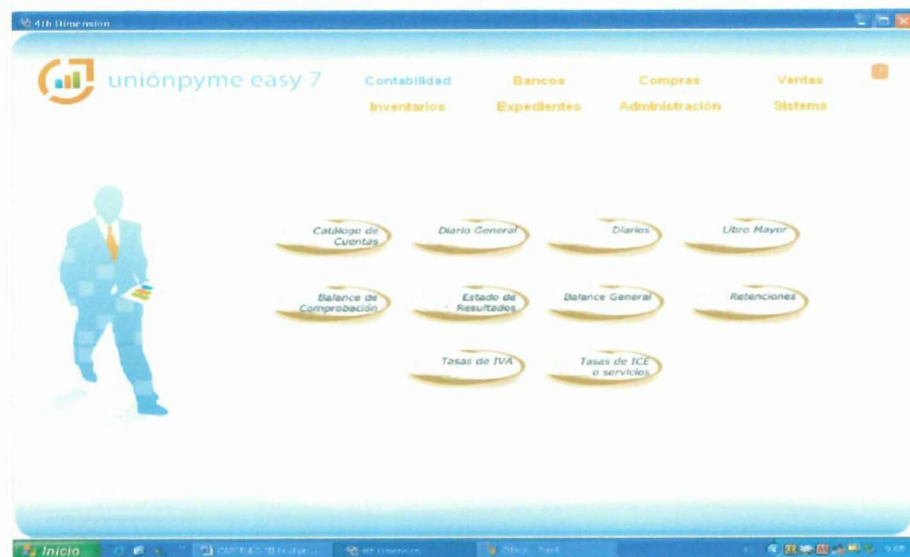 4th Dimension
uniónpyme easy 7
Contabilidad Bancos Compras Ventas
Inventarios Expedientes Administración Sistema
Catálogo de Cuentas
Diario General
Diarios
Libro Mayor
Balance de Comprobación
Estado de Resultados
Balance General
Retenciones
Tasas de IVA
Tasas de ICE o servicios
Inicio
4th Dimension